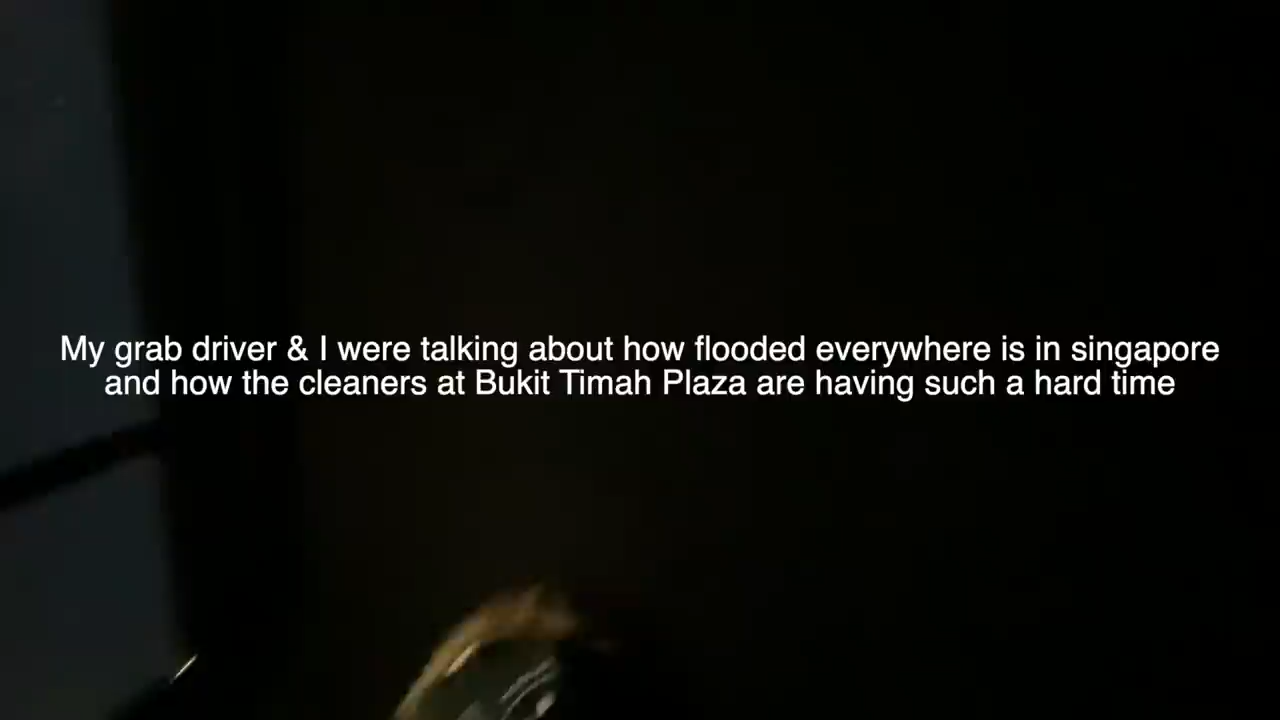 My grab driver & I were talking about how flooded everywhere is in singapore
and how the cleaners at Bukit Timah Plaza are having such a hard time